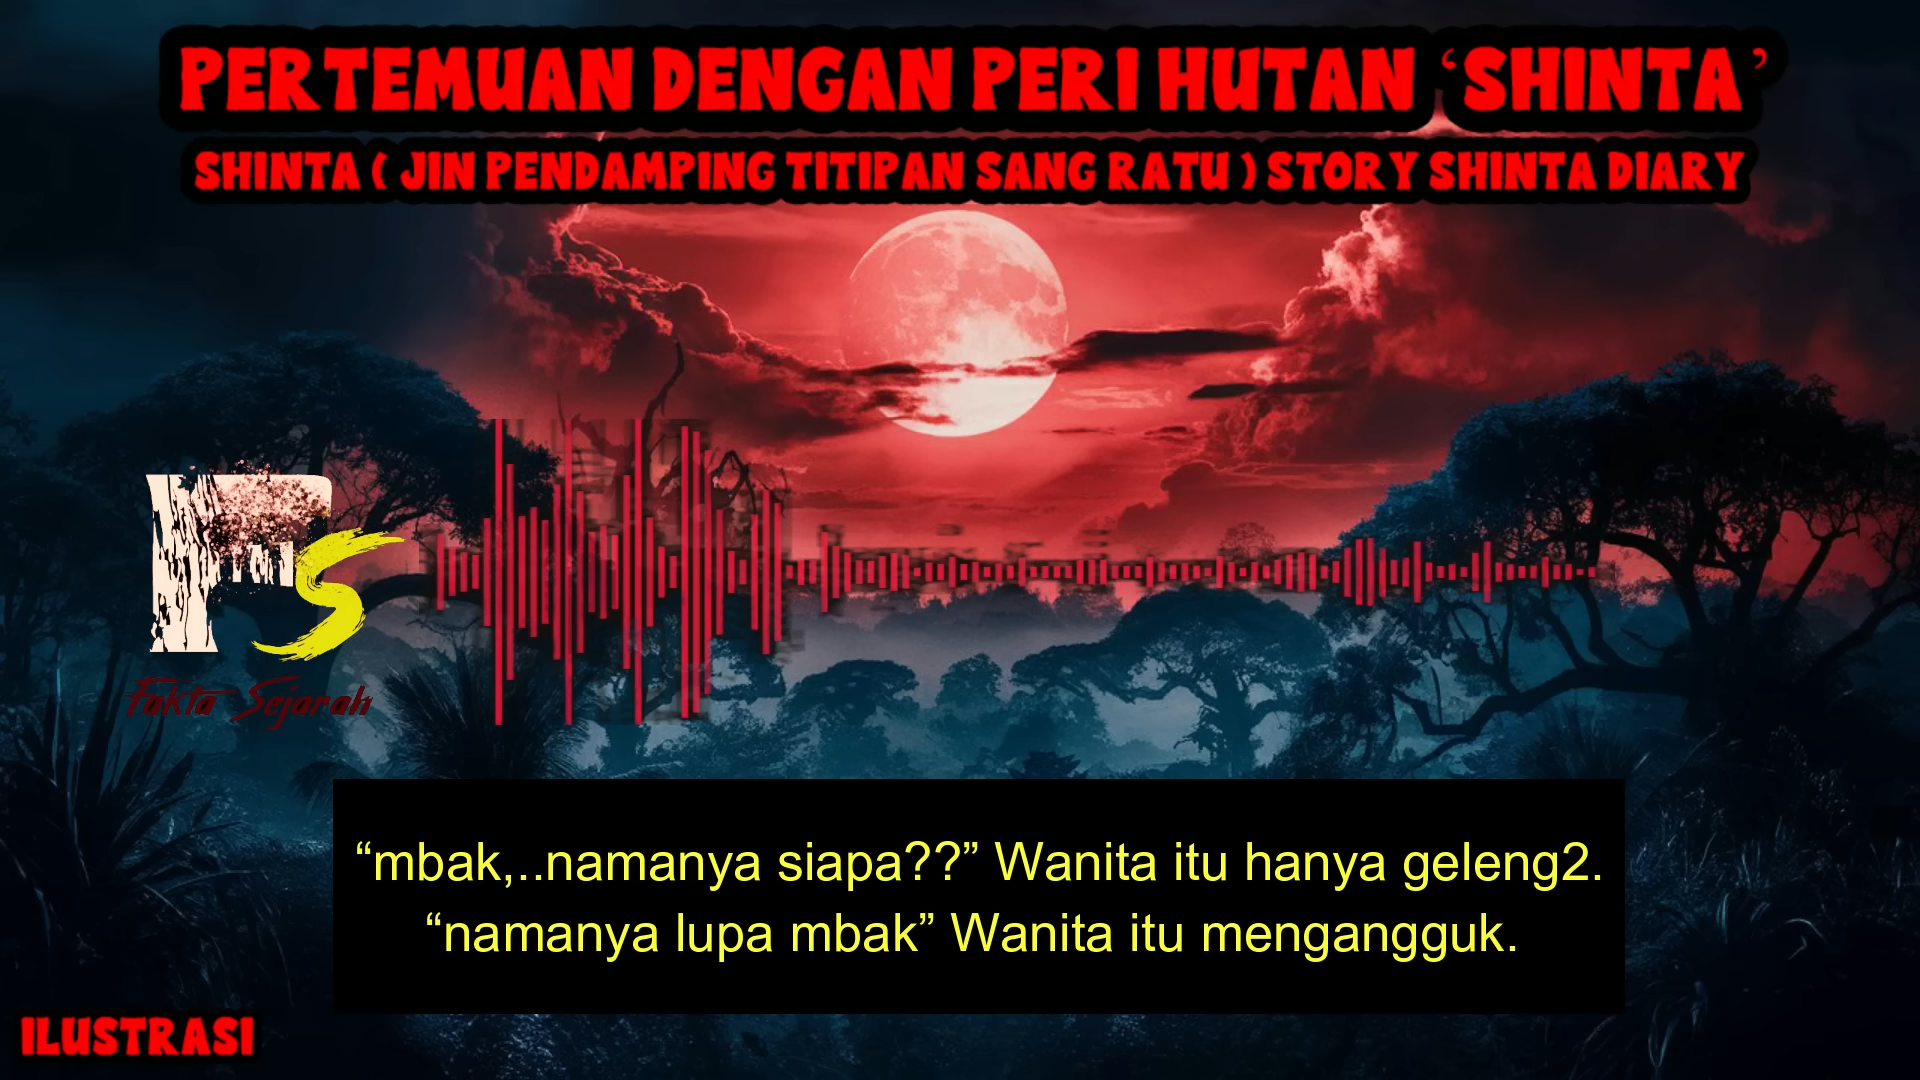 PERTEMUAN DENGAN PERI HUTAN ‘SHINTA’
SHINTA ( JIN PENDAMPING TITIPAN SANG RATU ) STORY SHINTA DIARY
FS
Fakta Sejarah
“mbak,..namanya siapa??” Wanita itu hanya geleng2.
“namanya lupa mbak” Wanita itu mengangguk.
ILUSTRASI